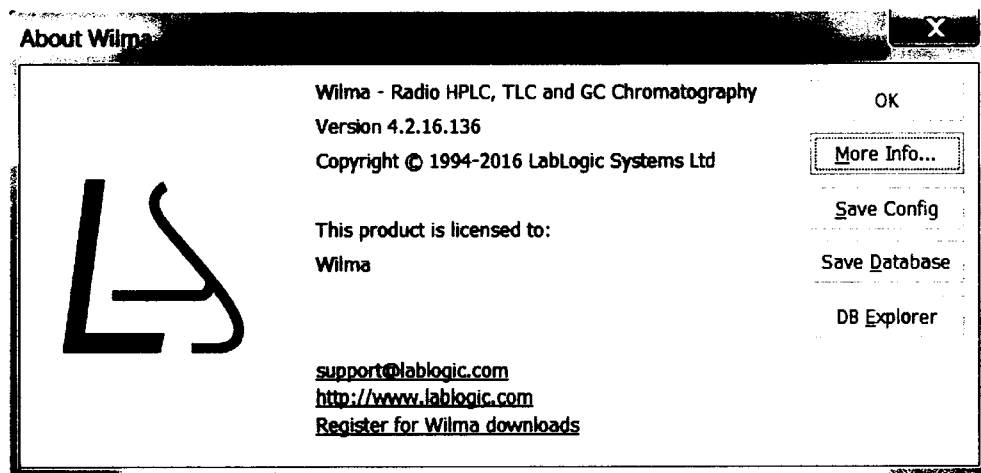 About Wilma
X
Wilma - Radio HPLC, TLC and GC Chromatography
Version 4.2.16.136
Copyright © 1994-2016 LabLogic Systems Ltd
This product is licensed to:
Wilma
support@lablogic.com
http://www.lablogic.com
Register for Wilma downloads
OK
More Info...
Save Config
Save Database
DB Explorer